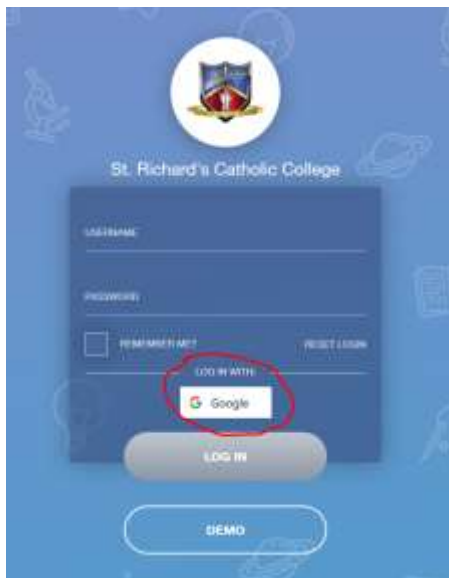 St. Richard's Catholic College
USERNAME
PASSWORD
REMEMBER ME?
RESET LOGIN
LOG IN WITH:
Google
LOG IN
DEMO